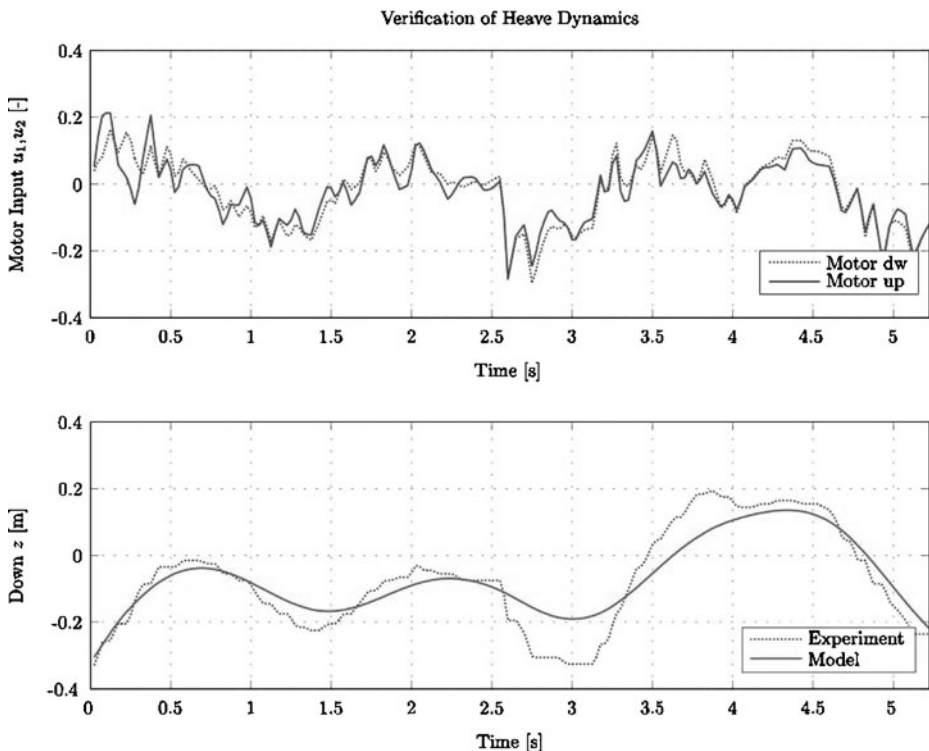 Verification of Heave Dynamics
Motor Input u₁,u₂ [-]
0.4
0.2
0
-0.2
-0.4
Motor dw
Motor up
0 0.5 1 1.5 2 2.5 3 3.5 4 4.5 5
Time [s]
Down z [m]
0.4
0.2
0
-0.2
-0.4
Experiment
Model
0 0.5 1 1.5 2 2.5 3 3.5 4 4.5 5
Time [s]